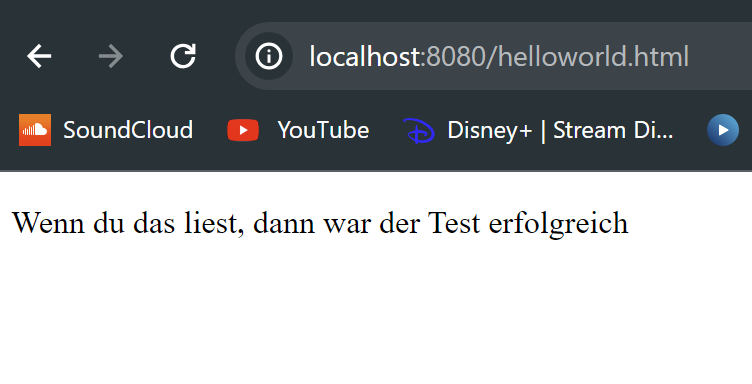 localhost:8080/helloworld.html
SoundCloud YouTube Disney+ | Stream Di...
Wenn du das liest, dann war der Test erfolgreich